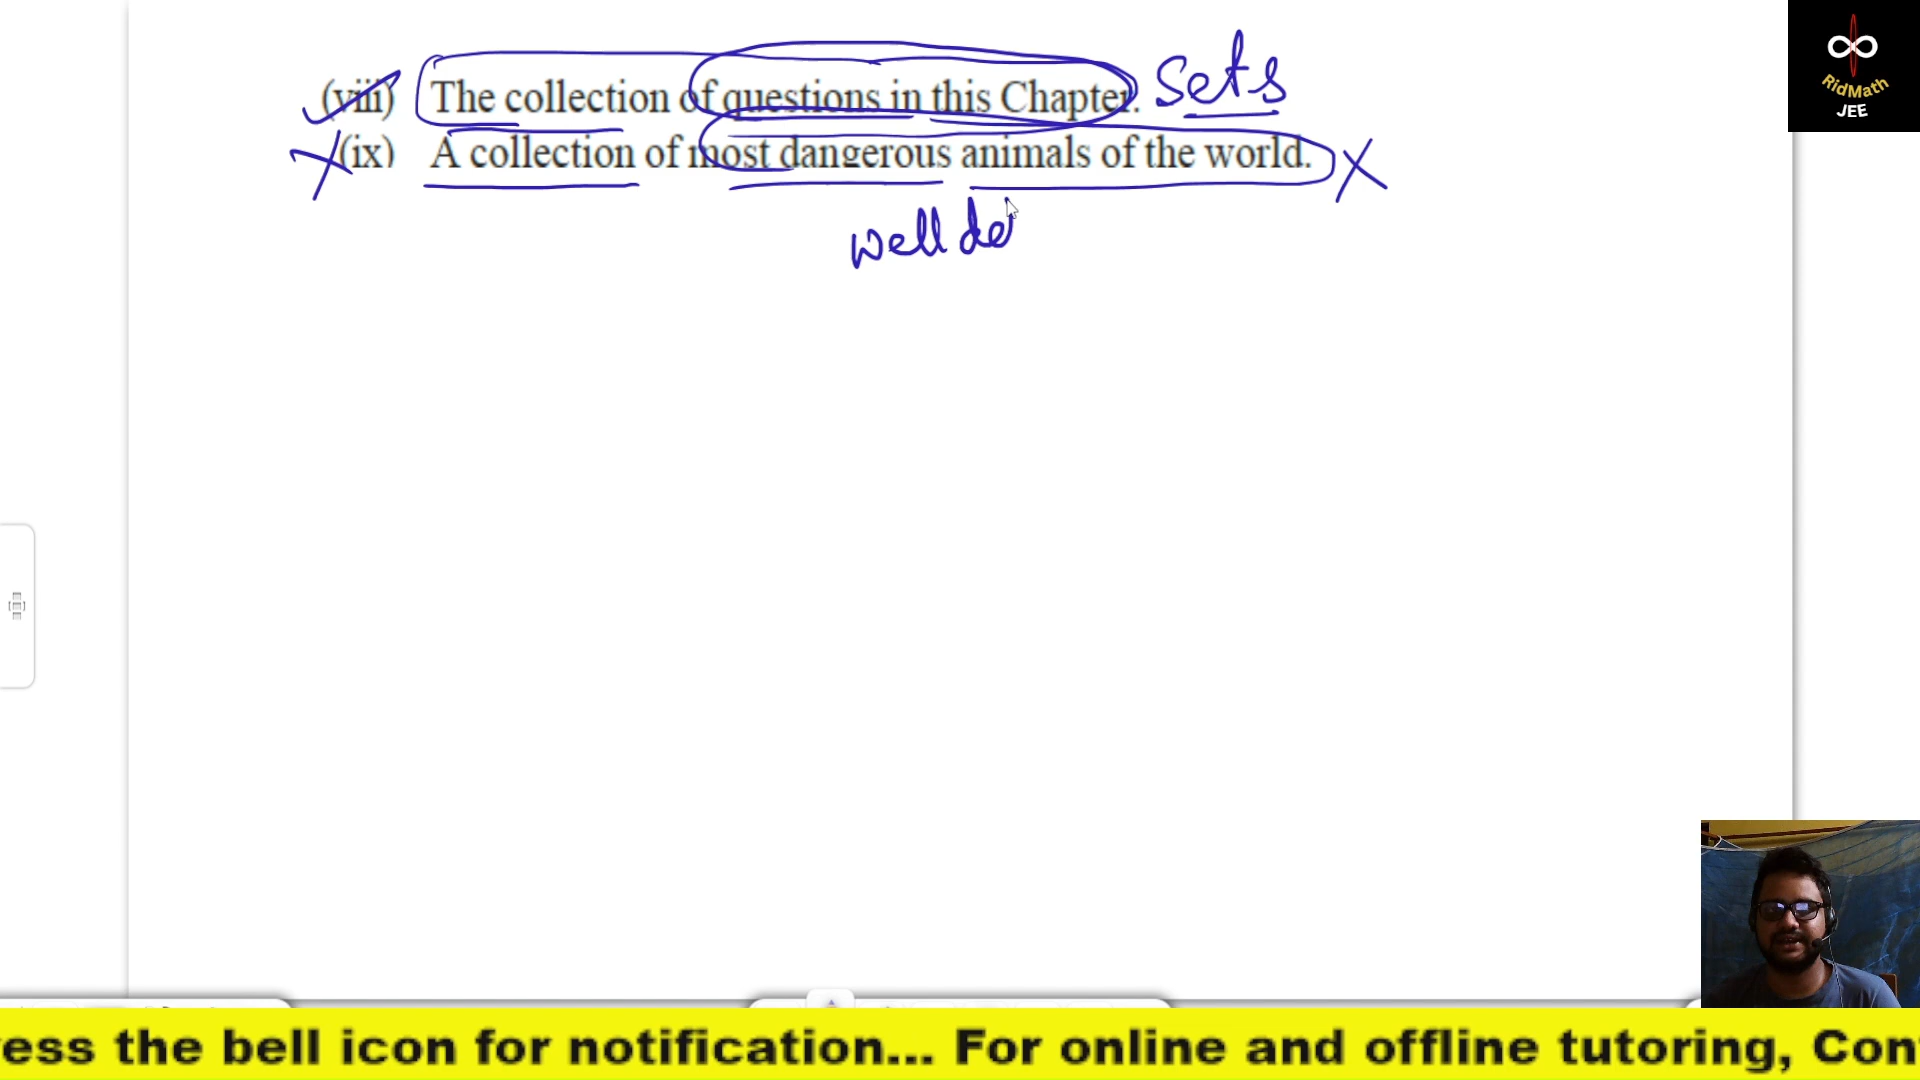 (viii) The collection of questions in this Chapter. Sets
(ix) A collection of most dangerous animals of the world. X
well de
RidMath
JEE
ess the bell icon for notification... For online and offline tutoring, Con